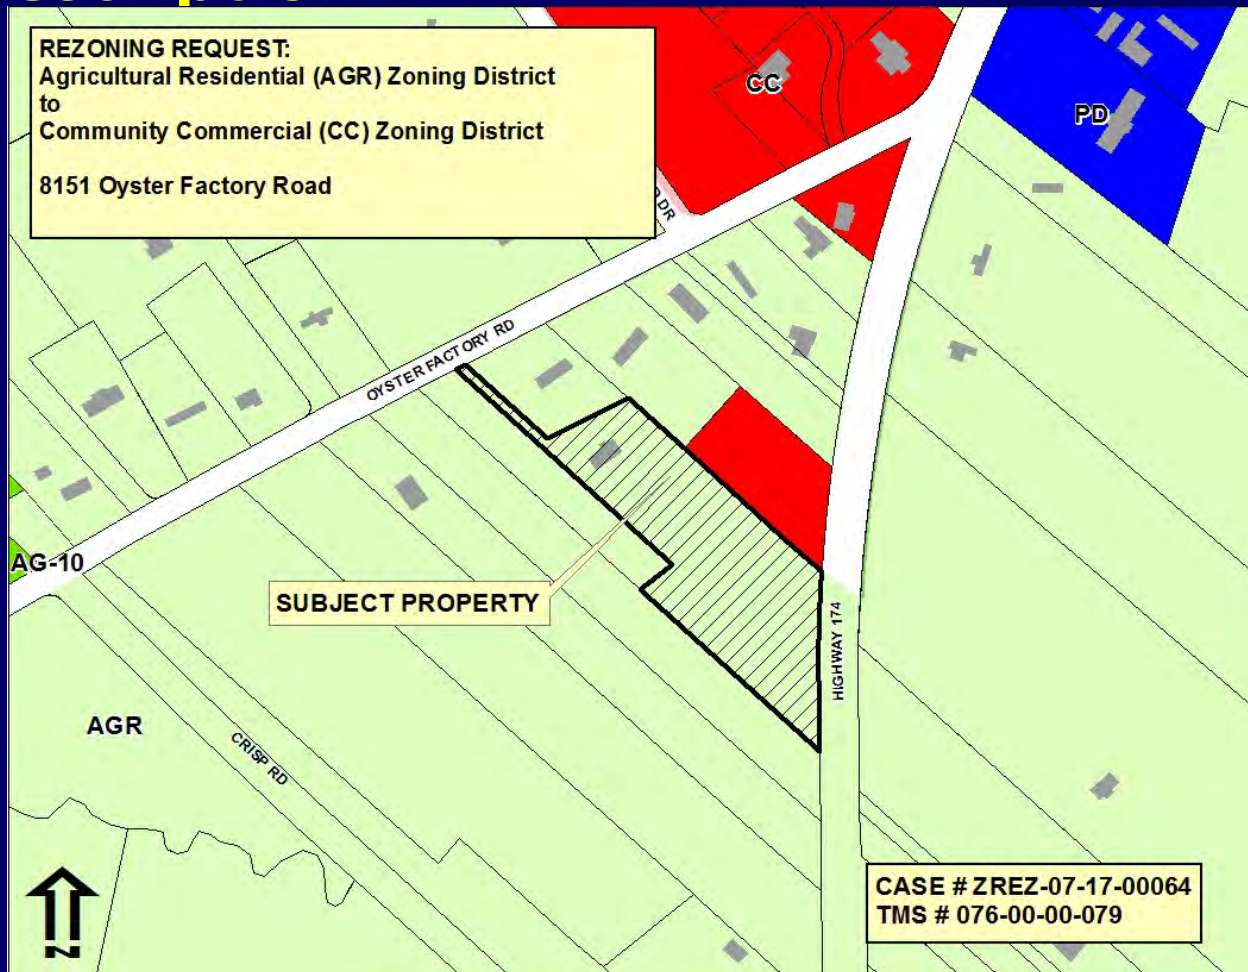 REZONING REQUEST:
Agricultural Residential (AGR) Zoning District
to
Community Commercial (CC) Zoning District
8151 Oyster Factory Road
CC
PD
DR
OYSTER FACTORY RD
AG-10
SUBJECT PROPERTY
HIGHWAY 174
AGR
CRISP RD
N
CASE # ZREZ-07-17-00064
TMS # 076-00-00-079